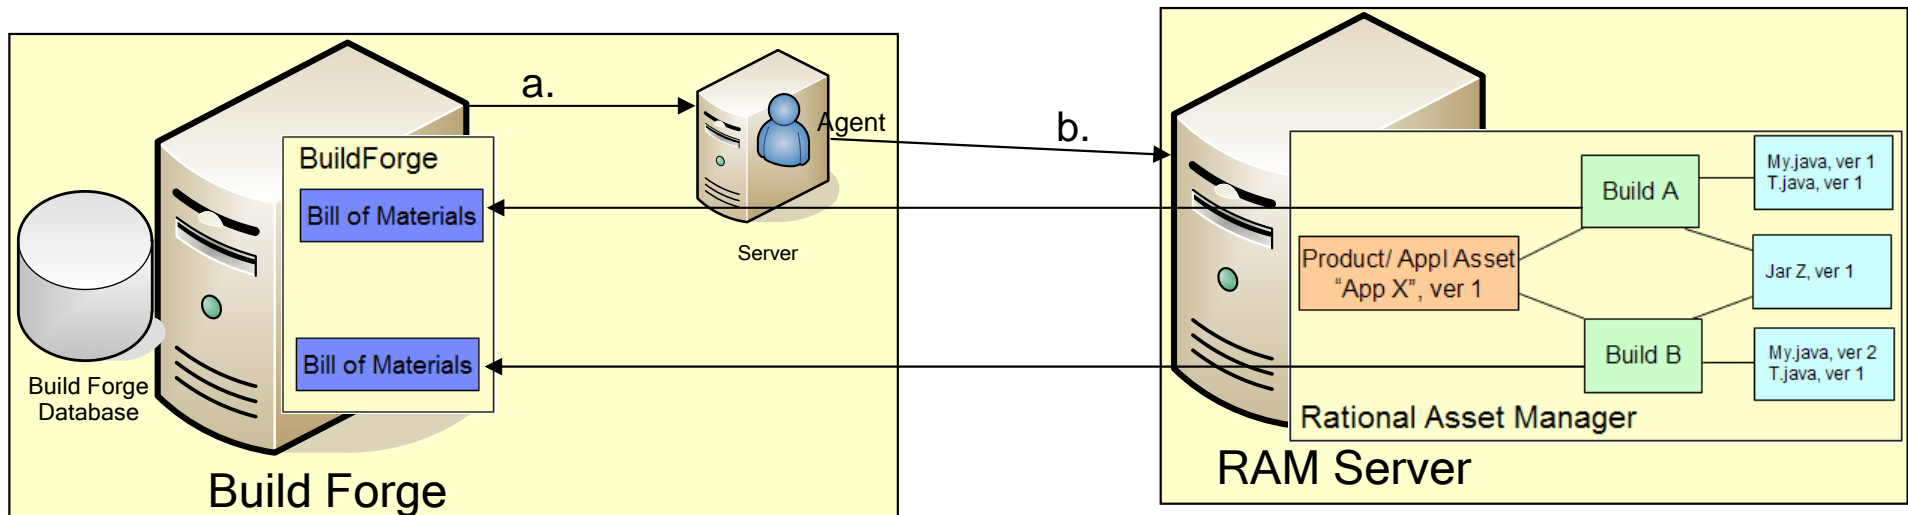 a.
Agent
b.
BuildForge
Bill of Materials
Bill of Materials
Server
Build Forge
Database
Build Forge
My.java, ver 1
T.java, ver 1
Build A
Product/ Appl Asset
“App X”, ver 1
Jar Z, ver 1
Build B
My.java, ver 2
T.java, ver 1
Rational Asset Manager
RAM Server